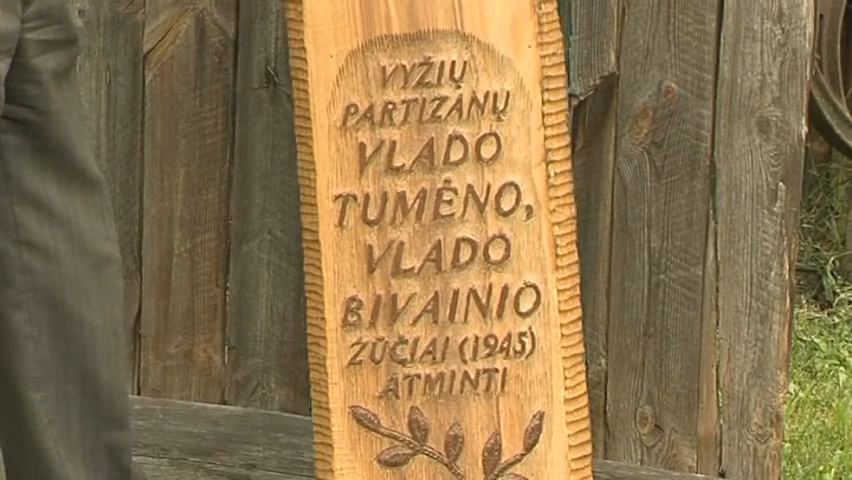 VYŽIŲ
PARTIZANŲ
VLADO
TUMĖNO,
VLADO
BIVAINIO
ŽŪČIAI (1945)
ATMINTI